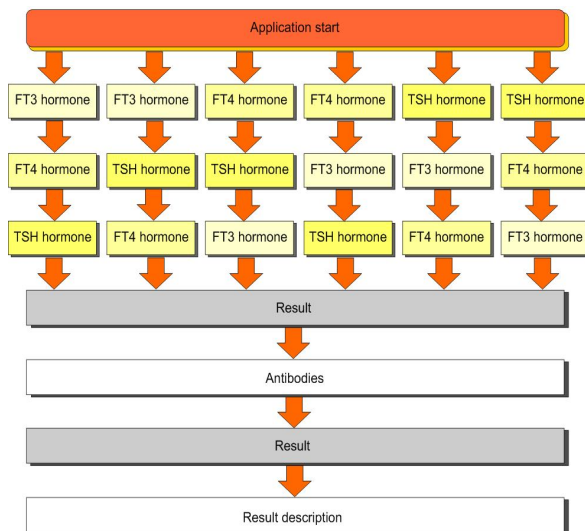 Application start
FT3 hormone FT3 hormone FT4 hormone FT4 hormone TSH hormone TSH hormone
FT4 hormone TSH hormone TSH hormone FT3 hormone FT3 hormone FT4 hormone
TSH hormone FT4 hormone FT3 hormone TSH hormone FT4 hormone FT3 hormone
Result
Antibodies
Result
Result description